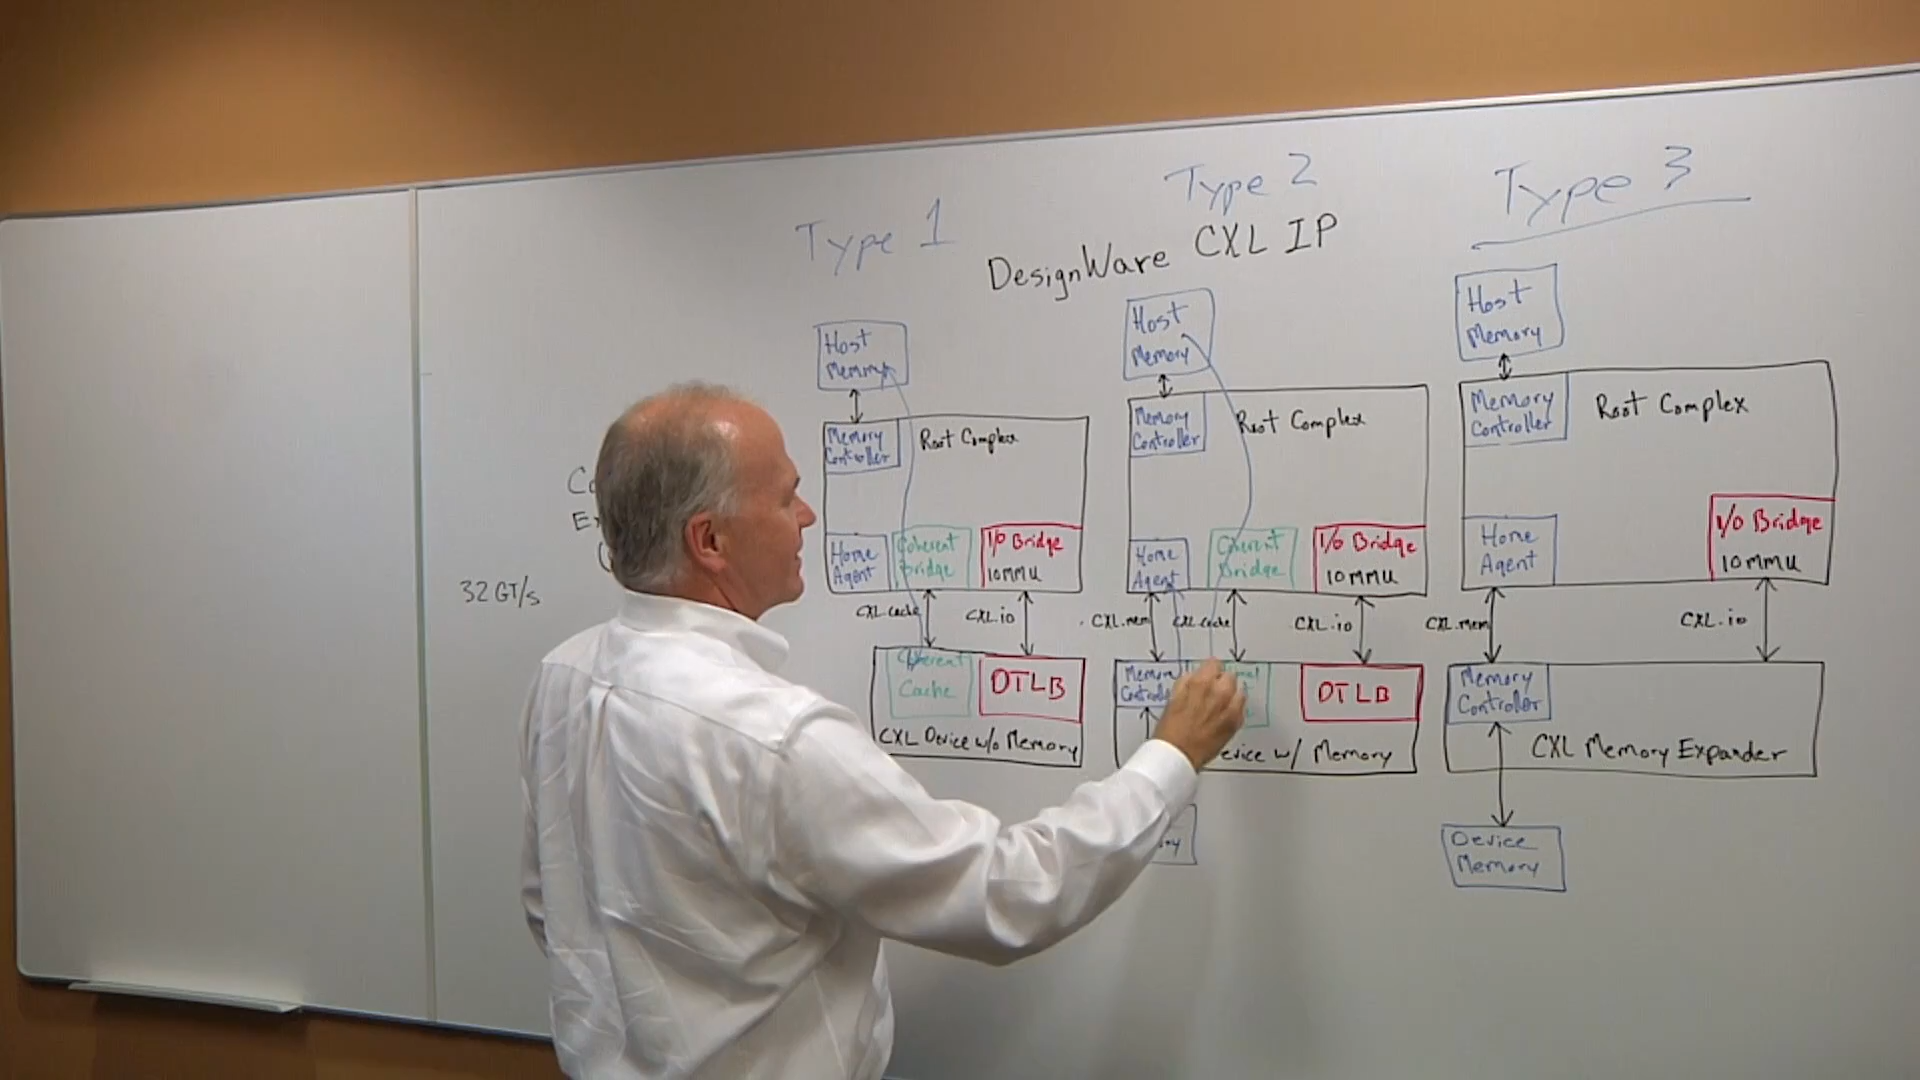 Type 1
Type 2
Type 3
DesignWare CXL IP
32 GT/s
Host
Memory
Memory
Controller
Root Complex
Home
Agent
Coherent
Bridge
I/O Bridge
IOMMU
CXL.cache
CXL.io
Coherent
Cache
DTLB
CXL Device w/o Memory
Host
Memory
Memory
Controller
Root Complex
Home
Agent
Coherent
Bridge
I/O Bridge
IOMMU
CXL.mem
CXL.cache
CXL.io
DTLB
w/ Memory
Host
Memory
Memory
Controller
Root Complex
Home
Agent
I/O Bridge
IOMMU
CXL.mem
CXL.io
Memory
Controller
CXL Memory Expander
Device
Memory